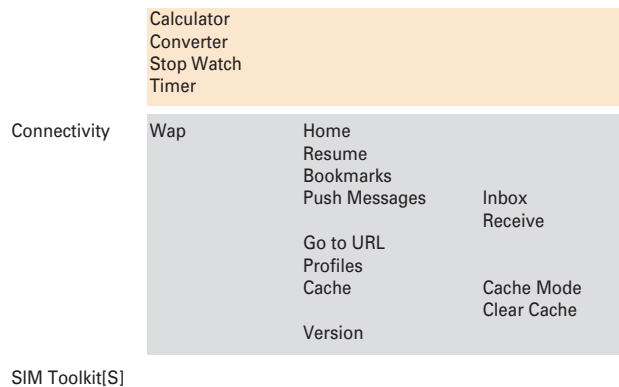 Calculator
Converter
Stop Watch
Timer
Connectivity Wap Home
Resume
Bookmarks
Push Messages Inbox
Receive
Go to URL
Profiles
Cache Cache Mode
Clear Cache
Version
SIM Toolkit[S]